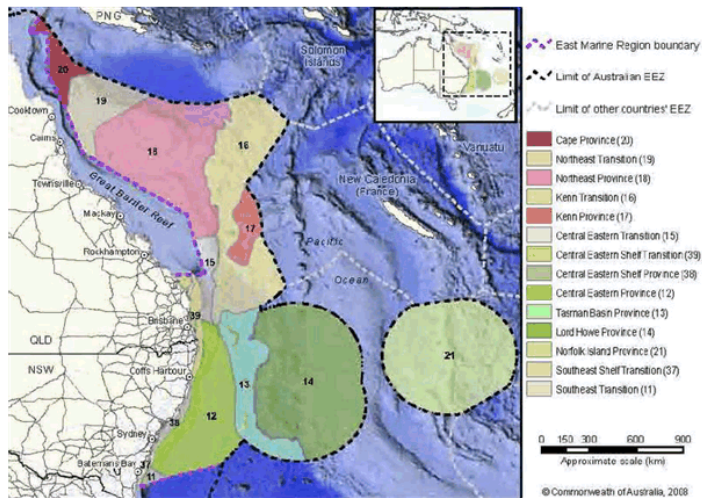 PNG
Solomon
Islands
Vanuatu
New Caledonia
(France)
Pacific
Ocean
Great Barrier Reef
Cooktown
Cairns
Townsville
Mackay
Rockhampton
Brisbane
QLD
NSW
Coffs Harbour
Sydney
Batemans Bay
20
19
18
16
17
15
39
13
14
21
12
38
37
11
East Marine Region boundary
Limit of Australian EEZ
Limit of other countries' EEZ
Cape Province (20)
Northeast Transition (19)
Northeast Province (18)
Kenn Transition (16)
Kenn Province (17)
Central Eastern Transition (15)
Central Eastern Shelf Transition (39)
Central Eastern Shelf Province (38)
Central Eastern Province (12)
Tasman Basin Province (13)
Lord Howe Province (14)
Norfolk Island Province (21)
Southeast Shelf Transition (37)
Southeast Transition (11)
0 150 300 600 900
Approximate scale (km)
© Commonwealth of Australia, 2008